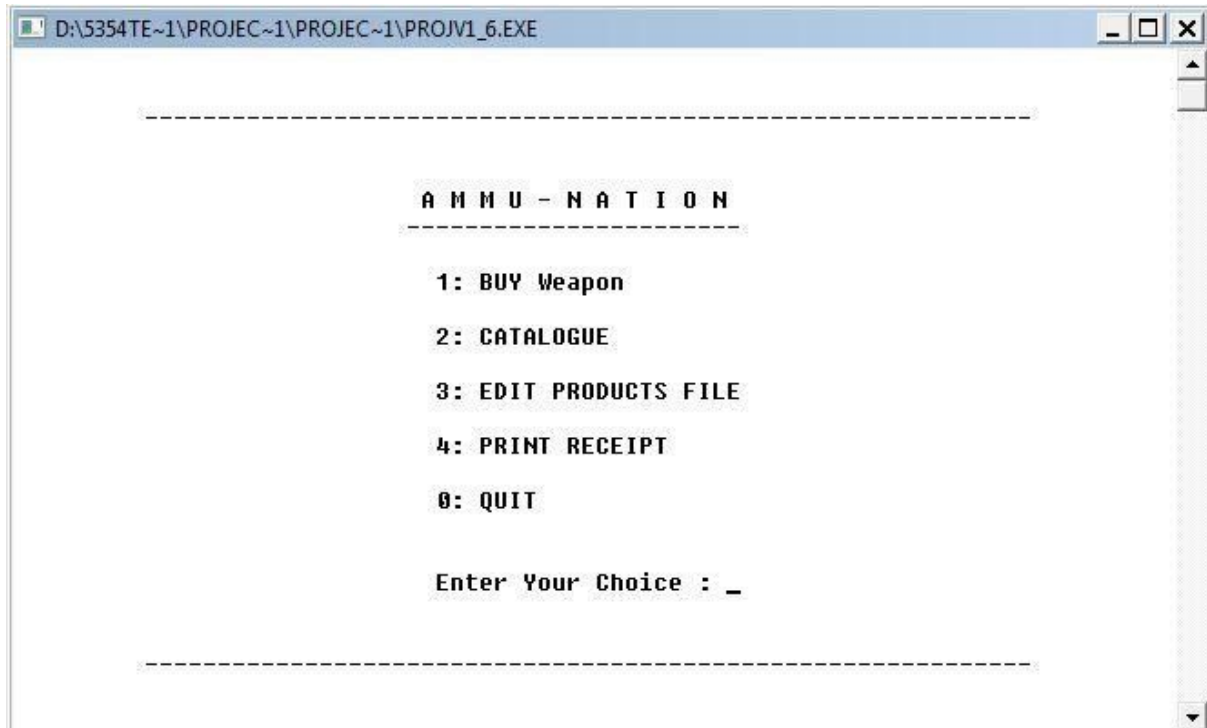 D:\5354TE~1\PROJEC~1\PROJEC~1\PROJV1_6.EXE
-------------------------------------------------------------
A M M U - N A T I O N
-----------------------
1: BUY Weapon
2: CATALOGUE
3: EDIT PRODUCTS FILE
4: PRINT RECEIPT
0: QUIT
Enter Your Choice : _
-------------------------------------------------------------